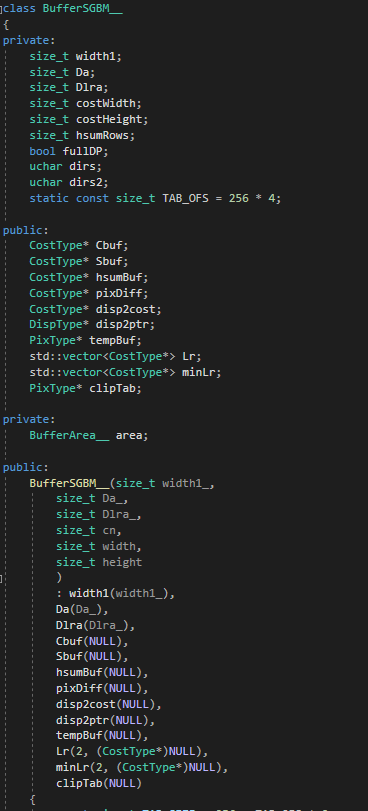 class BufferSGBM__
{
private:
size_t width1;
size_t Da;
size_t Dlra;
size_t costWidth;
size_t costHeight;
size_t hsumRows;
bool fullDP;
uchar dirs;
uchar dirs2;
static const size_t TAB_OFS = 256 * 4;
public:
CostType* Cbuf;
CostType* Sbuf;
CostType* hsumBuf;
CostType* pixDiff;
CostType* disp2cost;
DispType* disp2ptr;
PixType* tempBuf;
std::vector<CostType*> Lr;
std::vector<CostType*> minLr;
PixType* clipTab;
private:
BufferArea__ area;
public:
BufferSGBM__(size_t width1_,
size_t Da_,
size_t Dlra_,
size_t cn,
size_t width,
size_t height
)
: width1(width1_),
Da(Da_),
Dlra(Dlra_),
Cbuf(NULL),
Sbuf(NULL),
hsumBuf(NULL),
pixDiff(NULL),
disp2cost(NULL),
disp2ptr(NULL),
tempBuf(NULL),
Lr(2, (CostType*)NULL),
minLr(2, (CostType*)NULL),
clipTab(NULL)
{